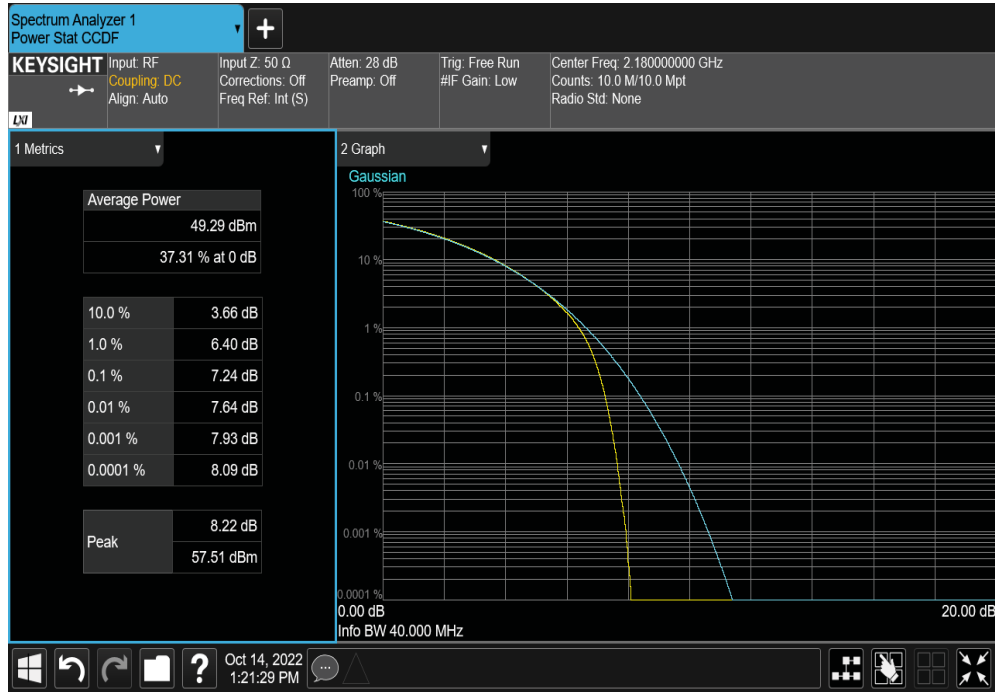 Spectrum Analyzer 1
Power Stat CCDF
▼
+
KEYSIGHT
LXI
Input: RF
Coupling: DC
Align: Auto
Input Z: 50 Ω
Corrections: Off
Freq Ref: Int (S)
Atten: 28 dB
Preamp: Off
Trig: Free Run
#IF Gain: Low
Center Freq: 2.180000000 GHz
Counts: 10.0 M/10.0 Mpt
Radio Std: None
1 Metrics
Average Power
49.29 dBm
37.31 % at 0 dB
10.0 % 3.66 dB
1.0 % 6.40 dB
0.1 % 7.24 dB
0.01 % 7.64 dB
0.001 % 7.93 dB
0.0001 % 8.09 dB
Peak
8.22 dB
57.51 dBm
2 Graph
Gaussian
100 %
10 %
1 %
0.1 %
0.01 %
0.001 %
0.0001 %
0.00 dB 20.00 dB
Info BW 40.000 MHz
?
Oct 14, 2022
1:21:29 PM